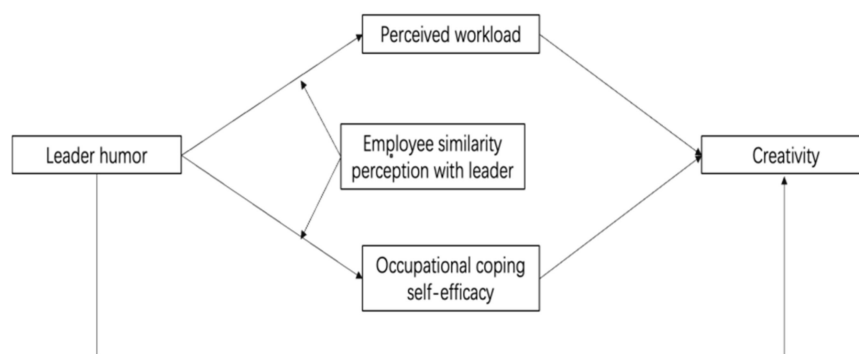 Perceived workload
Leader humor
Employee similarity
perception with leader
Creativity
Occupational coping
self-efficacy